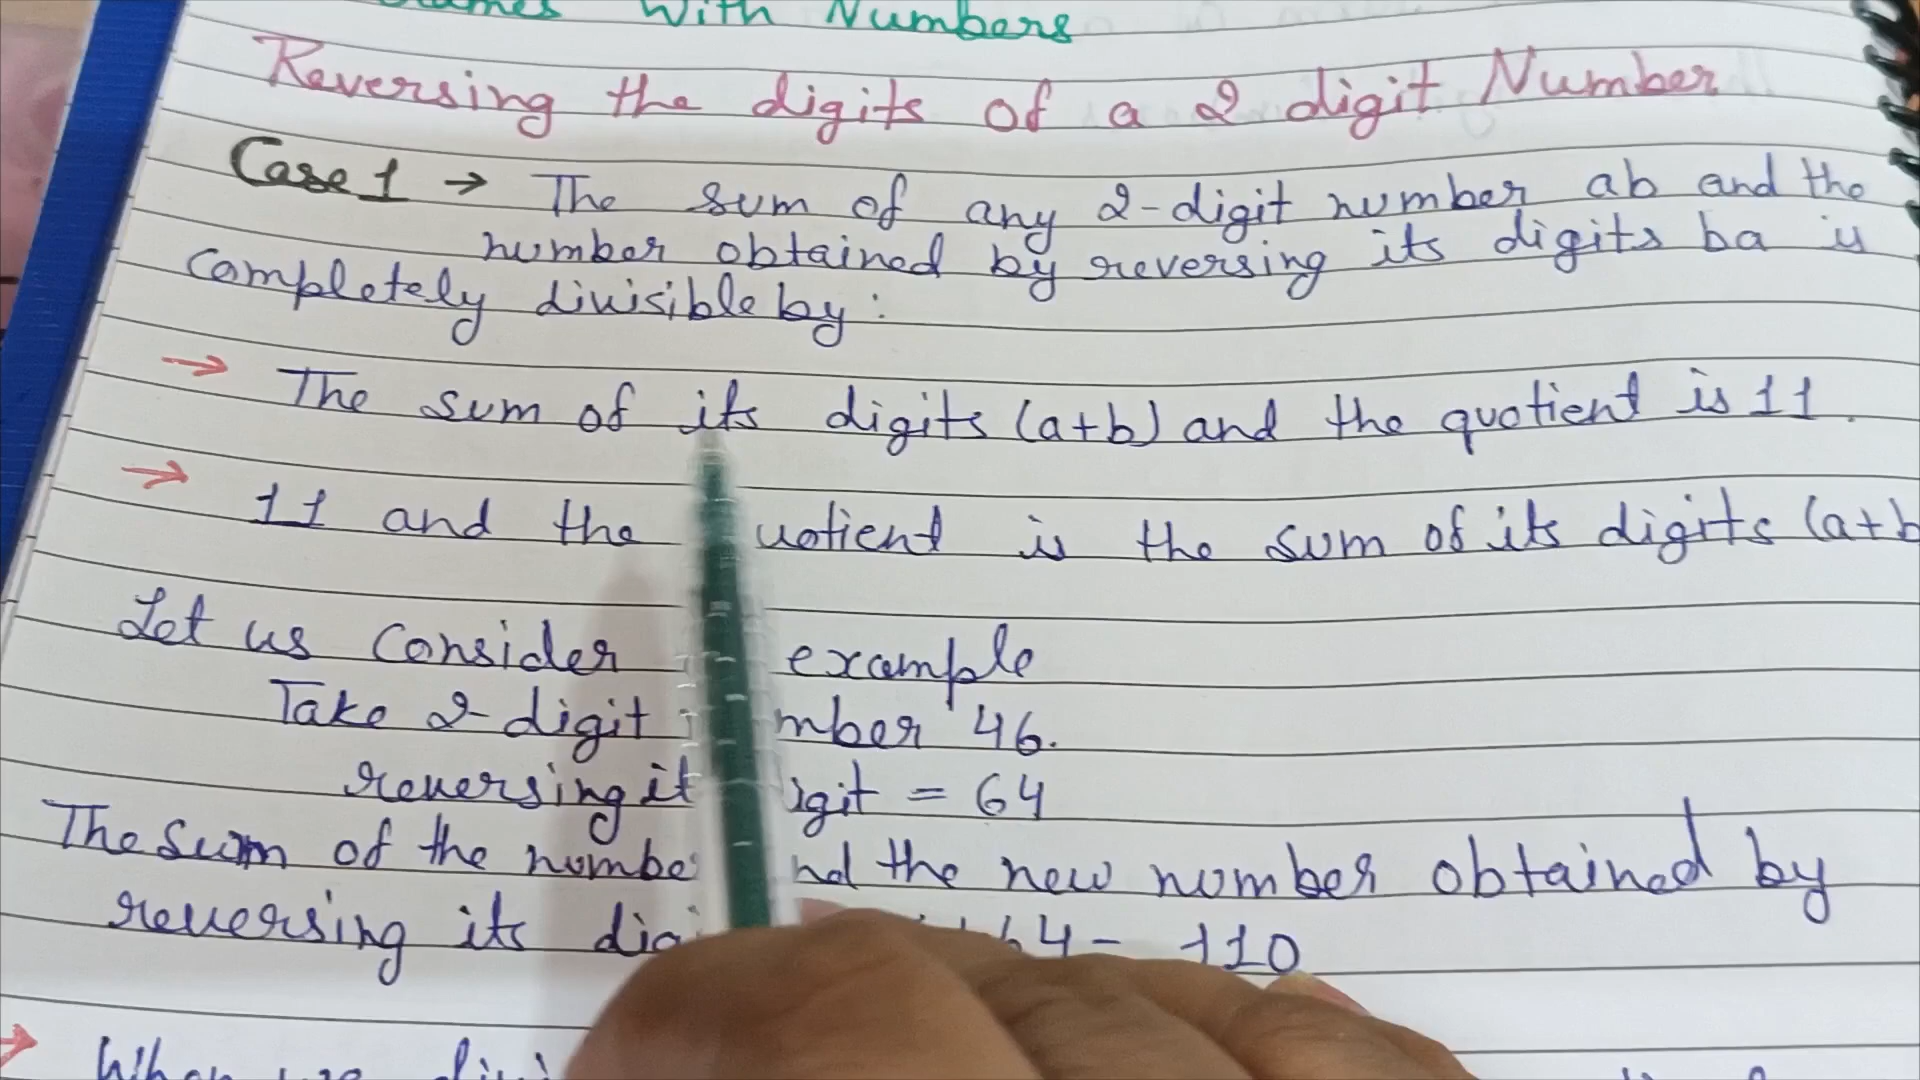 With Numbers
Reversing the digits of a 2 digit Number
Case 1 → The sum of any 2-digit number ab and the
number obtained by reversing its digits ba is
completely divisible by:
→ The sum of its digits (a+b) and the quotient is 11.
→ 11 and the uotient is the sum of its digits (a+b
Let us consider example
Take 2-digit mber 46.
reversing it igit = 64
The Sum of the numbe nd the new number obtained by
reversing its 64 = 110
→ When we